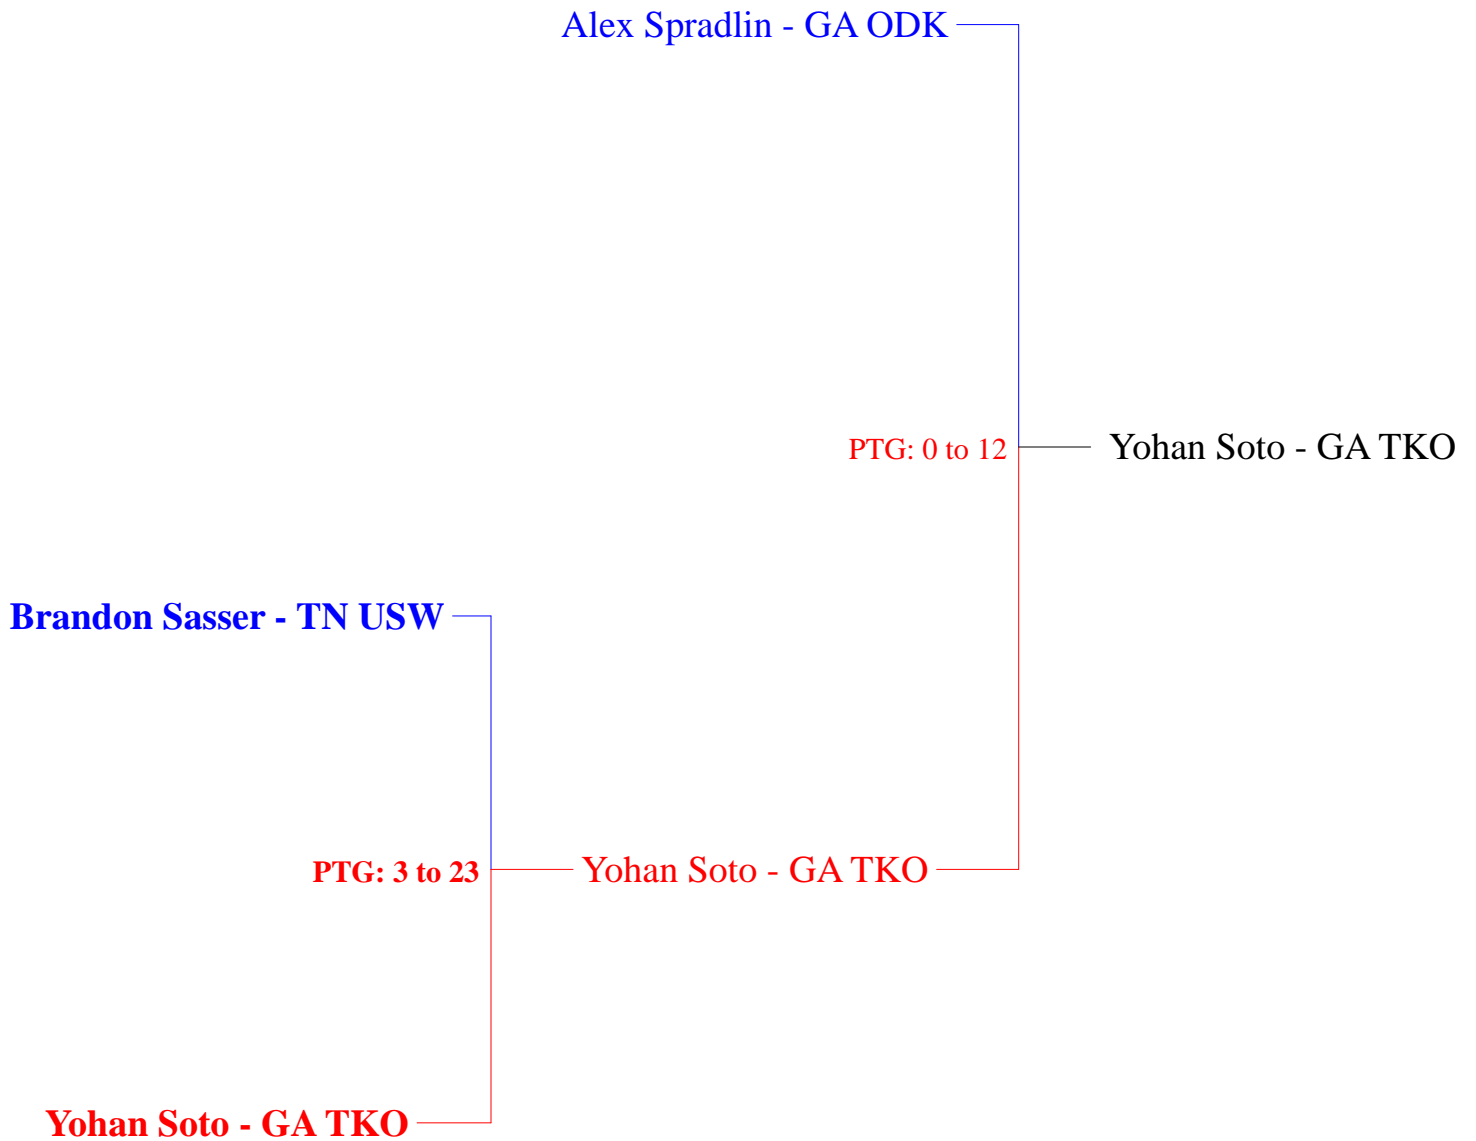 Alex Spradlin - GA ODK
PTG: 0 to 12
Yohan Soto - GA TKO
Brandon Sasser - TN USW
PTG: 3 to 23
Yohan Soto - GA TKO
Yohan Soto - GA TKO